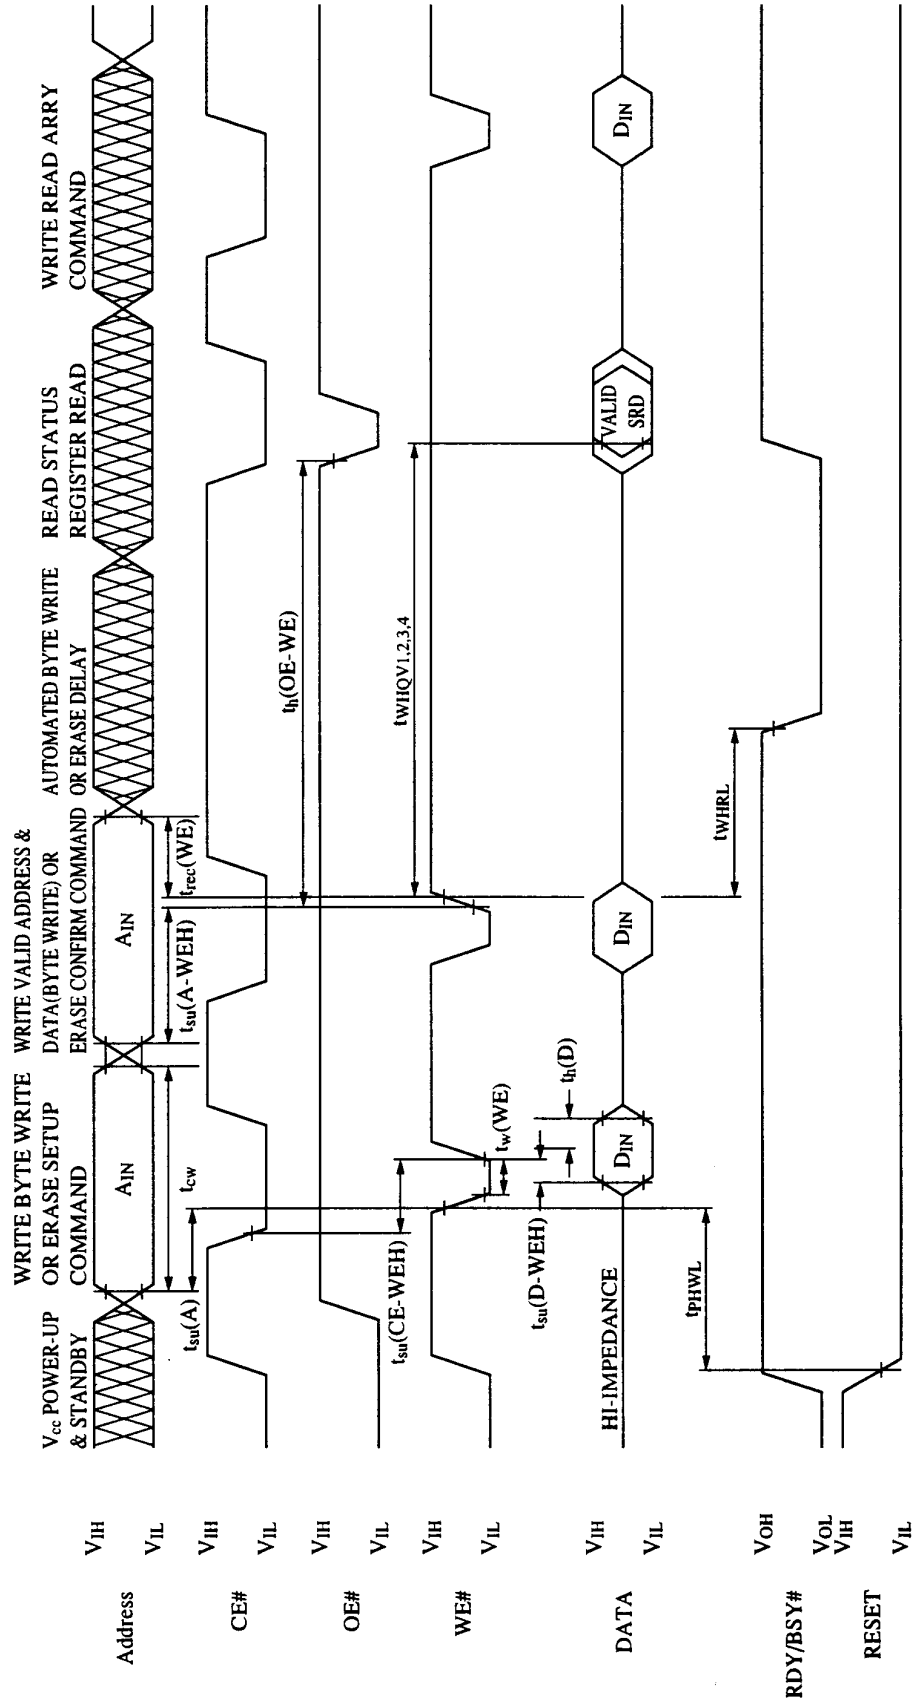 Vcc POWER-UP
& STANDBY
WRITE BYTE WRITE
OR ERASE SETUP
COMMAND
WRITE VALID ADDRESS &
DATA(BYTE WRITE) OR
ERASE CONFIRM COMMAND
AUTOMATED BYTE WRITE
OR ERASE DELAY
READ STATUS
REGISTER READ
WRITE READ ARRY
COMMAND
Address
VIH
VIL
AIN
AIN
tsu(A)
tcw
tsu(A-WEH)
trec(WE)
CE#
VIH
VIL
OE#
VIH
VIL
tsu(CE-WEH)
th(OE-WE)
WE#
VIH
VIL
tw(WE)
tWHQV1,2,3,4
tsu(D-WEH)
th(D)
DATA
VIH
VIL
HI-IMPEDANCE
DIN
DIN
VALID
SRD
DIN
tPHWL
tWHRL
RDY/BSY#
VOH
VOL
RESET
VIH
VIL